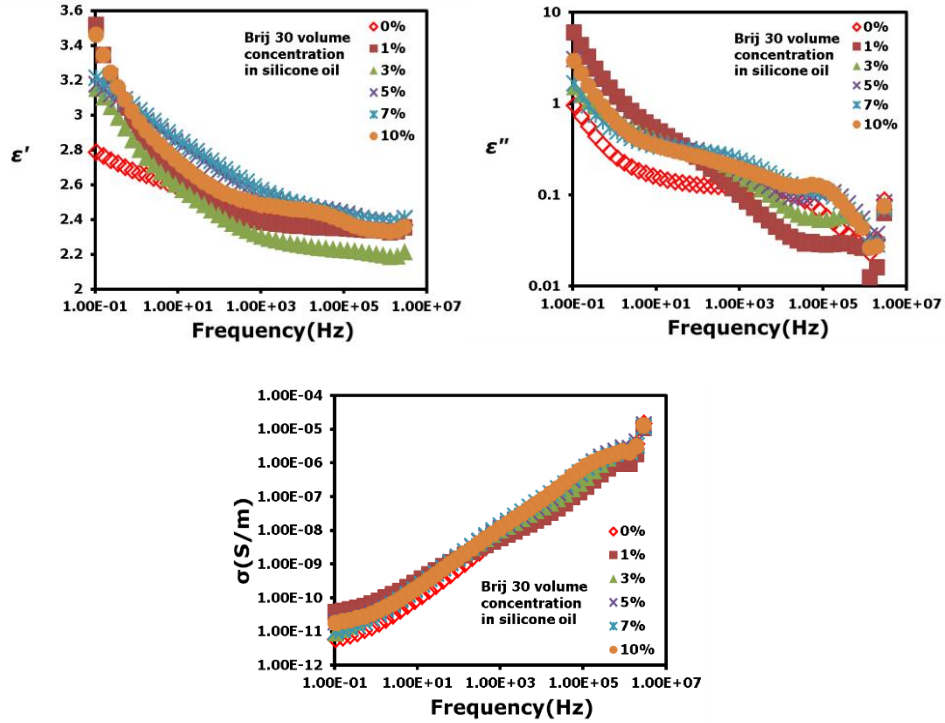 3.6
3.4
3.2
3
2.8
2.6
2.4
2.2
2
ε'
1.00E-01 1.00E+01 1.00E+03 1.00E+05 1.00E+07
Frequency(Hz)
Brij 30 volume
concentration
in silicone oil
0%
1%
3%
5%
7%
10%
10
1
0.1
0.01
ε"
1.00E-01 1.00E+01 1.00E+03 1.00E+05 1.00E+07
Frequency(Hz)
Brij 30 volume
concentration
in silicone oil
0%
1%
3%
5%
7%
10%
1.00E-04
1.00E-05
1.00E-06
1.00E-07
1.00E-08
1.00E-09
1.00E-10
1.00E-11
1.00E-12
σ(S/m)
1.00E-01 1.00E+01 1.00E+03 1.00E+05 1.00E+07
Frequency(Hz)
Brij 30 volume
concentration
in silicone oil
0%
1%
3%
5%
7%
10%